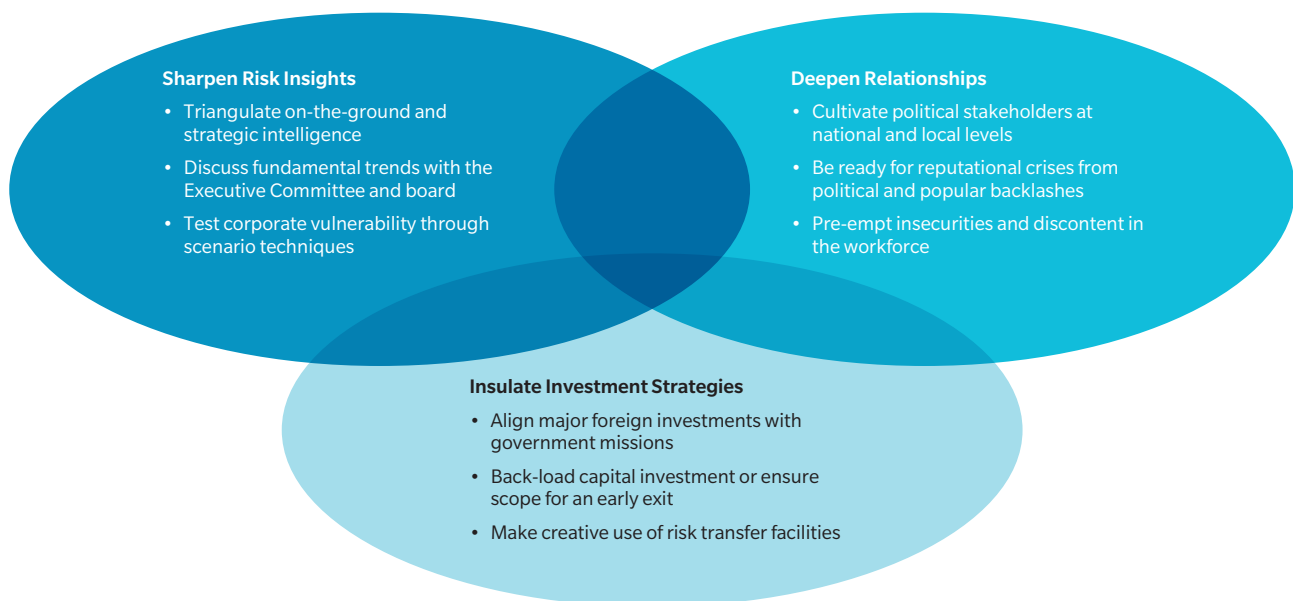 Sharpen Risk Insights
• Triangulate on-the-ground and
strategic intelligence
• Discuss fundamental trends with the
Executive Committee and board
• Test corporate vulnerability through
scenario techniques
Deepen Relationships
• Cultivate political stakeholders at
national and local levels
• Be ready for reputational crises from
political and popular backlashes
• Pre-empt insecurities and discontent in
the workforce
Insulate Investment Strategies
• Align major foreign investments with
government missions
• Back-load capital investment or ensure
scope for an early exit
• Make creative use of risk transfer facilities